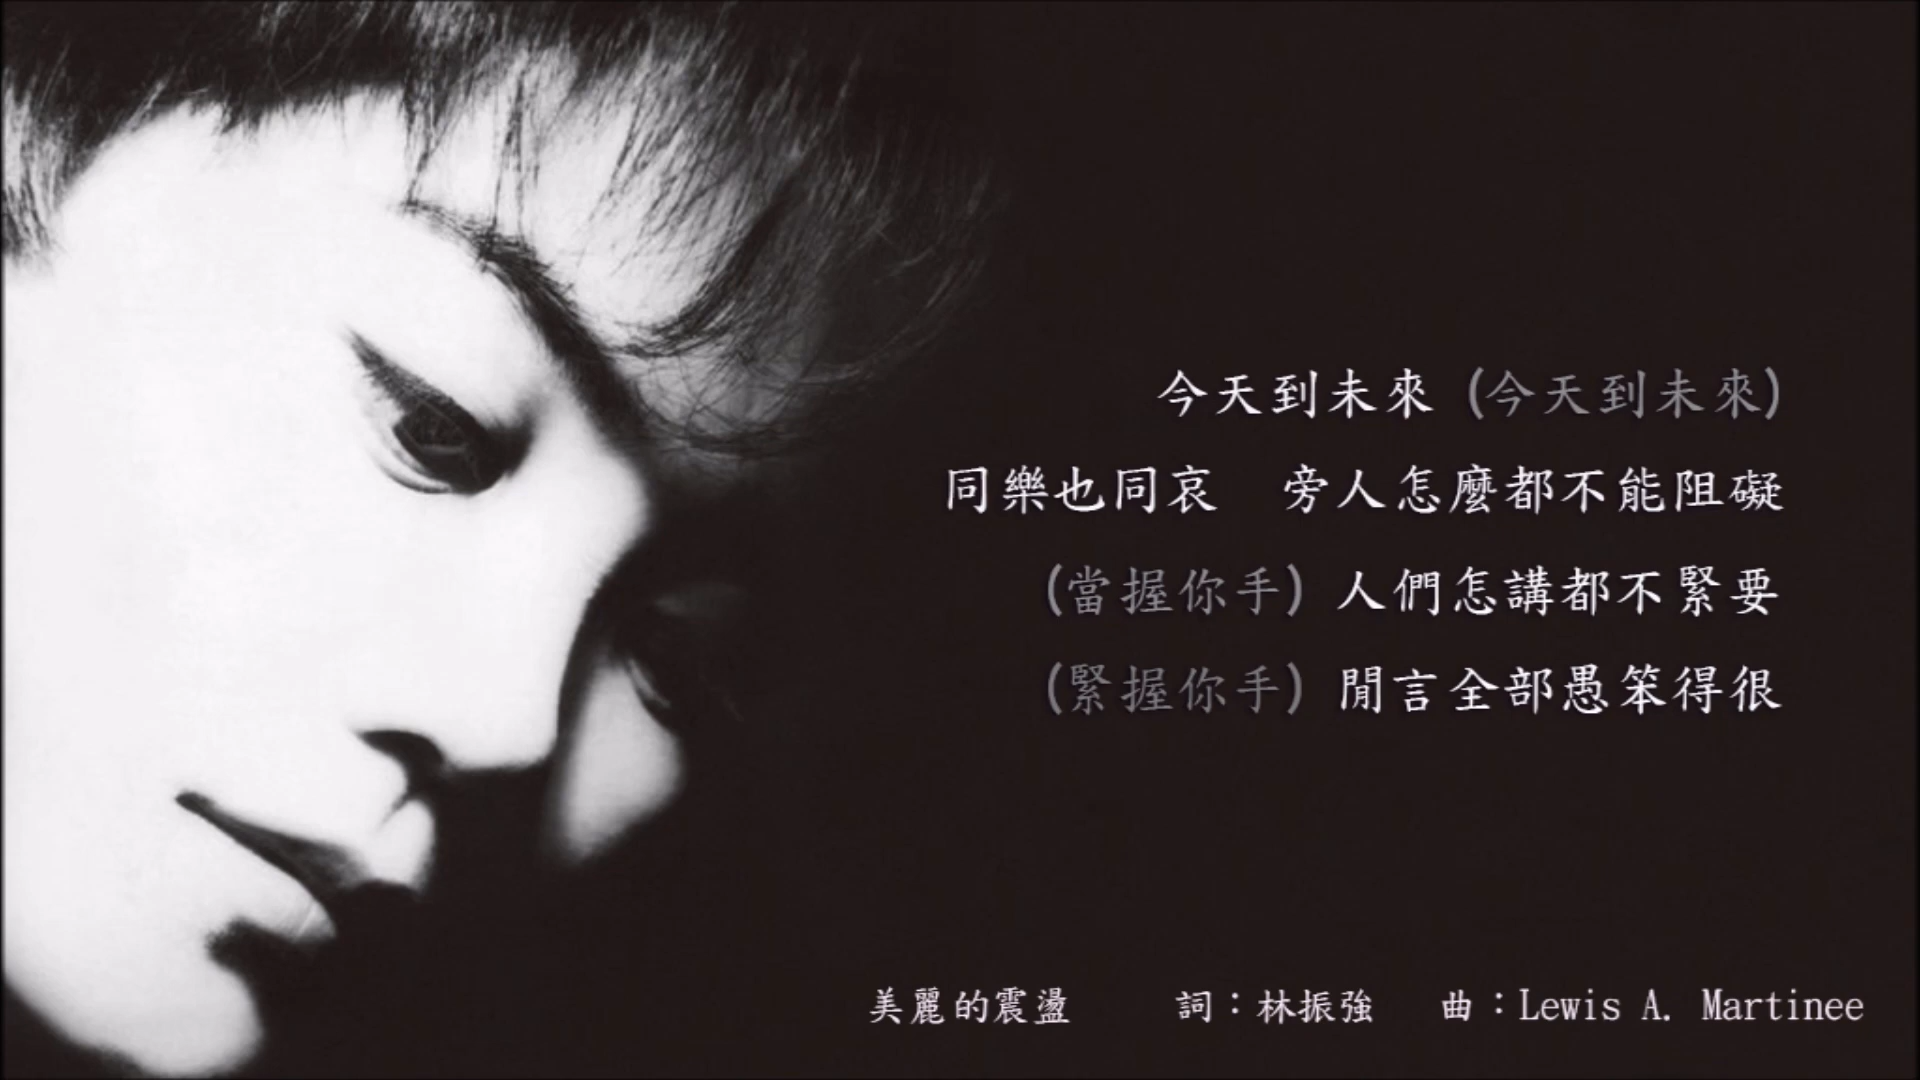 今天到未來 (今天到未來)
同樂也同哀　旁人怎麼都不能阻礙
(當握你手) 人們怎講都不緊要
(緊握你手) 閒言全部愚笨得很
美麗的震盪　詞：林振強　曲：Lewis A. Martinee